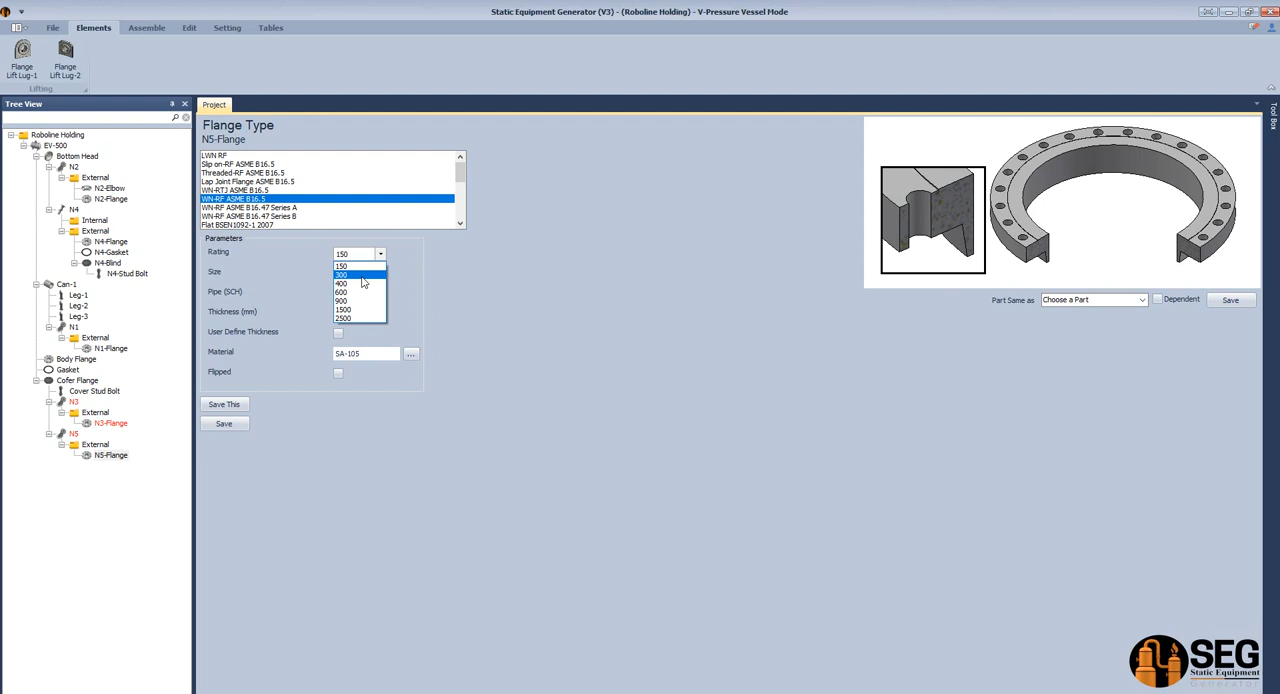 Static Equipment Generator (V3) - (Roboline Holding) - V-Pressure Vessel Mode
File Elements Assemble Edit Setting Tables
Flange Lift Lug-1
Flange Lift Lug-2
Lifting
Tree View
Project
Tool Box
Roboline Holding
EV-500
Bottom Head
N2
External
N2-Elbow
N2-Flange
N4
Internal
External
N4-Flange
N4-Gasket
N4-Blind
N4-Stud Bolt
Can-1
Leg-1
Leg-2
Leg-3
N1
External
N1-Flange
Body Flange
Gasket
Cofer Flange
Cover Stud Bolt
N3
External
N3-Flange
N5
External
N5-Flange
Flange Type
N5-Flange
LWN RF
Slip on-RF ASME B16.5
Threaded-RF ASME B16.5
Lap Joint Flange ASME B16.5
WN-RTJ ASME B16.5
WN-RF ASME B16.5
WN-RF ASME B16.47 Series A
WN-RF ASME B16.47 Series B
Flat BSEN1092-1 2007
Parameters
Rating 150
150
300
400
600
900
1500
2500
Size
Pipe (SCH)
Thickness (mm)
User Define Thickness
Material SA-105 ...
Flipped
Save This
Save
Part Same as Choose a Part Dependent Save
SEG
Static Equipment
Generator